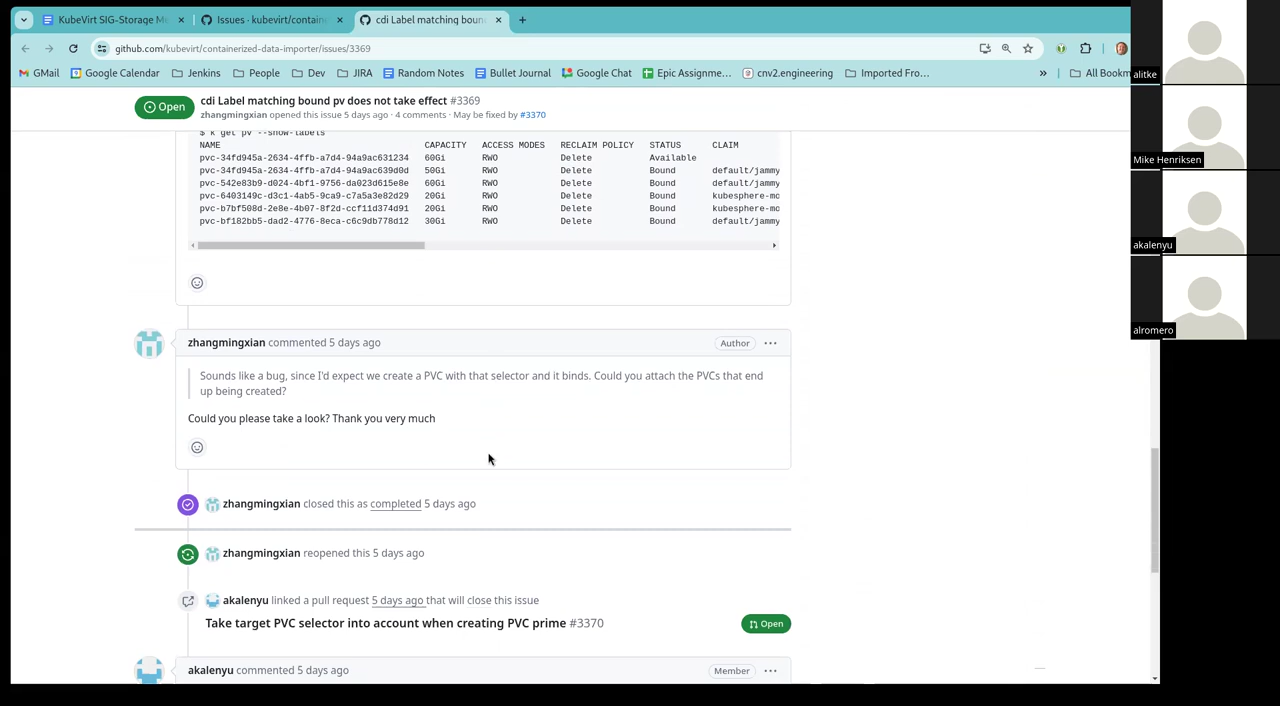 KubeVirt SIG-Storage M
Issues · kubevirt/contain
cdi Label matching boun
github.com/kubevirt/containerized-data-importer/issues/3369
GMail
Google Calendar
Jenkins
People
Dev
JIRA
Random Notes
Bullet Journal
Google Chat
Epic Assignme…
cnv2.engineering
Imported Fro…
»
All Bookm
Open
cdi Label matching bound pv does not take effect #3369
zhangmingxian opened this issue 5 days ago · 4 comments · May be fixed by #3370
$ k get pv --show-labels
NAME CAPACITY ACCESS MODES RECLAIM POLICY STATUS CLAIM
pvc-34fd945a-2634-4ffb-a7d4-94a9ac631234 60Gi RWO Delete Available
pvc-34fd945a-2634-4ffb-a7d4-94a9ac639d0d 50Gi RWO Delete Bound default/jammy
pvc-542e83b9-d024-4bf1-9756-da023d615e8e 60Gi RWO Delete Bound default/jammy
pvc-6403149c-d3c1-4ab5-9ca9-c7a5a3e82d29 20Gi RWO Delete Bound kubesphere-mo
pvc-b7bf508d-2e8e-4b07-8f2d-ccf11d374d91 20Gi RWO Delete Bound kubesphere-mo
pvc-bf182bb5-dad2-4776-8eca-c6c9db778d12 30Gi RWO Delete Bound default/jammy
zhangmingxian commented 5 days ago
Author
Sounds like a bug, since I'd expect we create a PVC with that selector and it binds. Could you attach the PVCs that end
up being created?
Could you please take a look? Thank you very much
zhangmingxian closed this as completed 5 days ago
zhangmingxian reopened this 5 days ago
akalenyu linked a pull request 5 days ago that will close this issue
Take target PVC selector into account when creating PVC prime #3370
Open
akalenyu commented 5 days ago
Member
alitke
Mike Henriksen
akalenyu
alromero